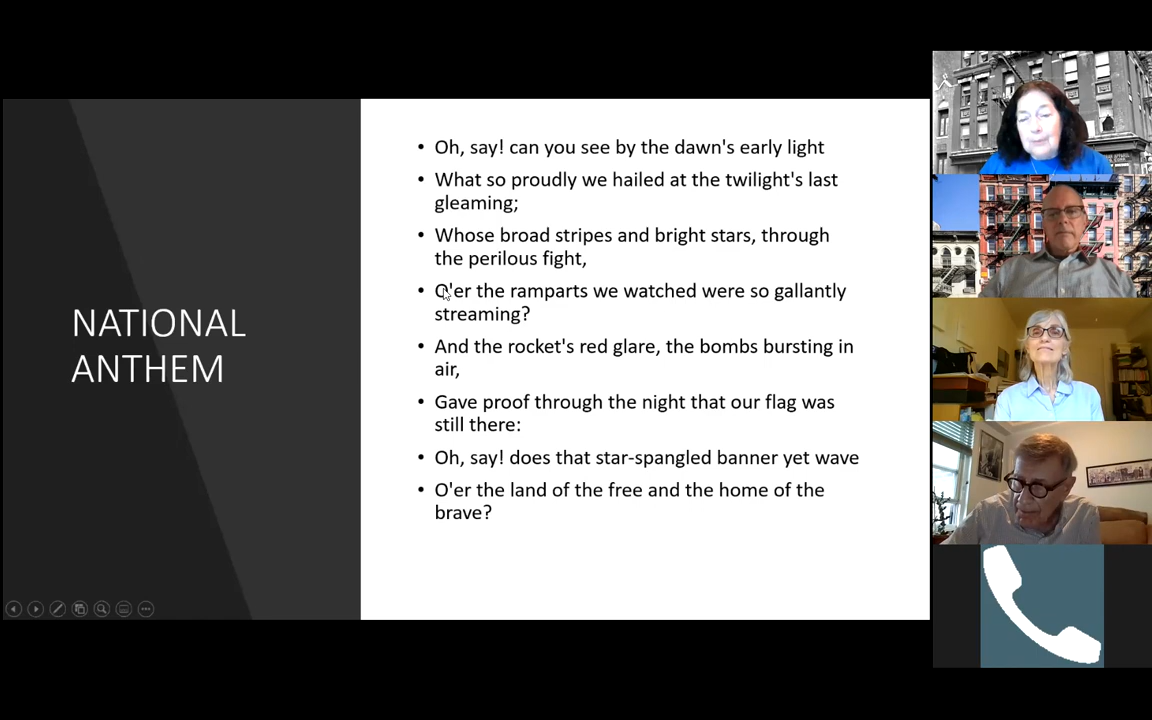 NATIONAL
ANTHEM
• Oh, say! can you see by the dawn's early light
• What so proudly we hailed at the twilight's last
gleaming;
• Whose broad stripes and bright stars, through
the perilous fight,
• O'er the ramparts we watched were so gallantly
streaming?
• And the rocket's red glare, the bombs bursting in
air,
• Gave proof through the night that our flag was
still there:
• Oh, say! does that star-spangled banner yet wave
• O'er the land of the free and the home of the
brave?